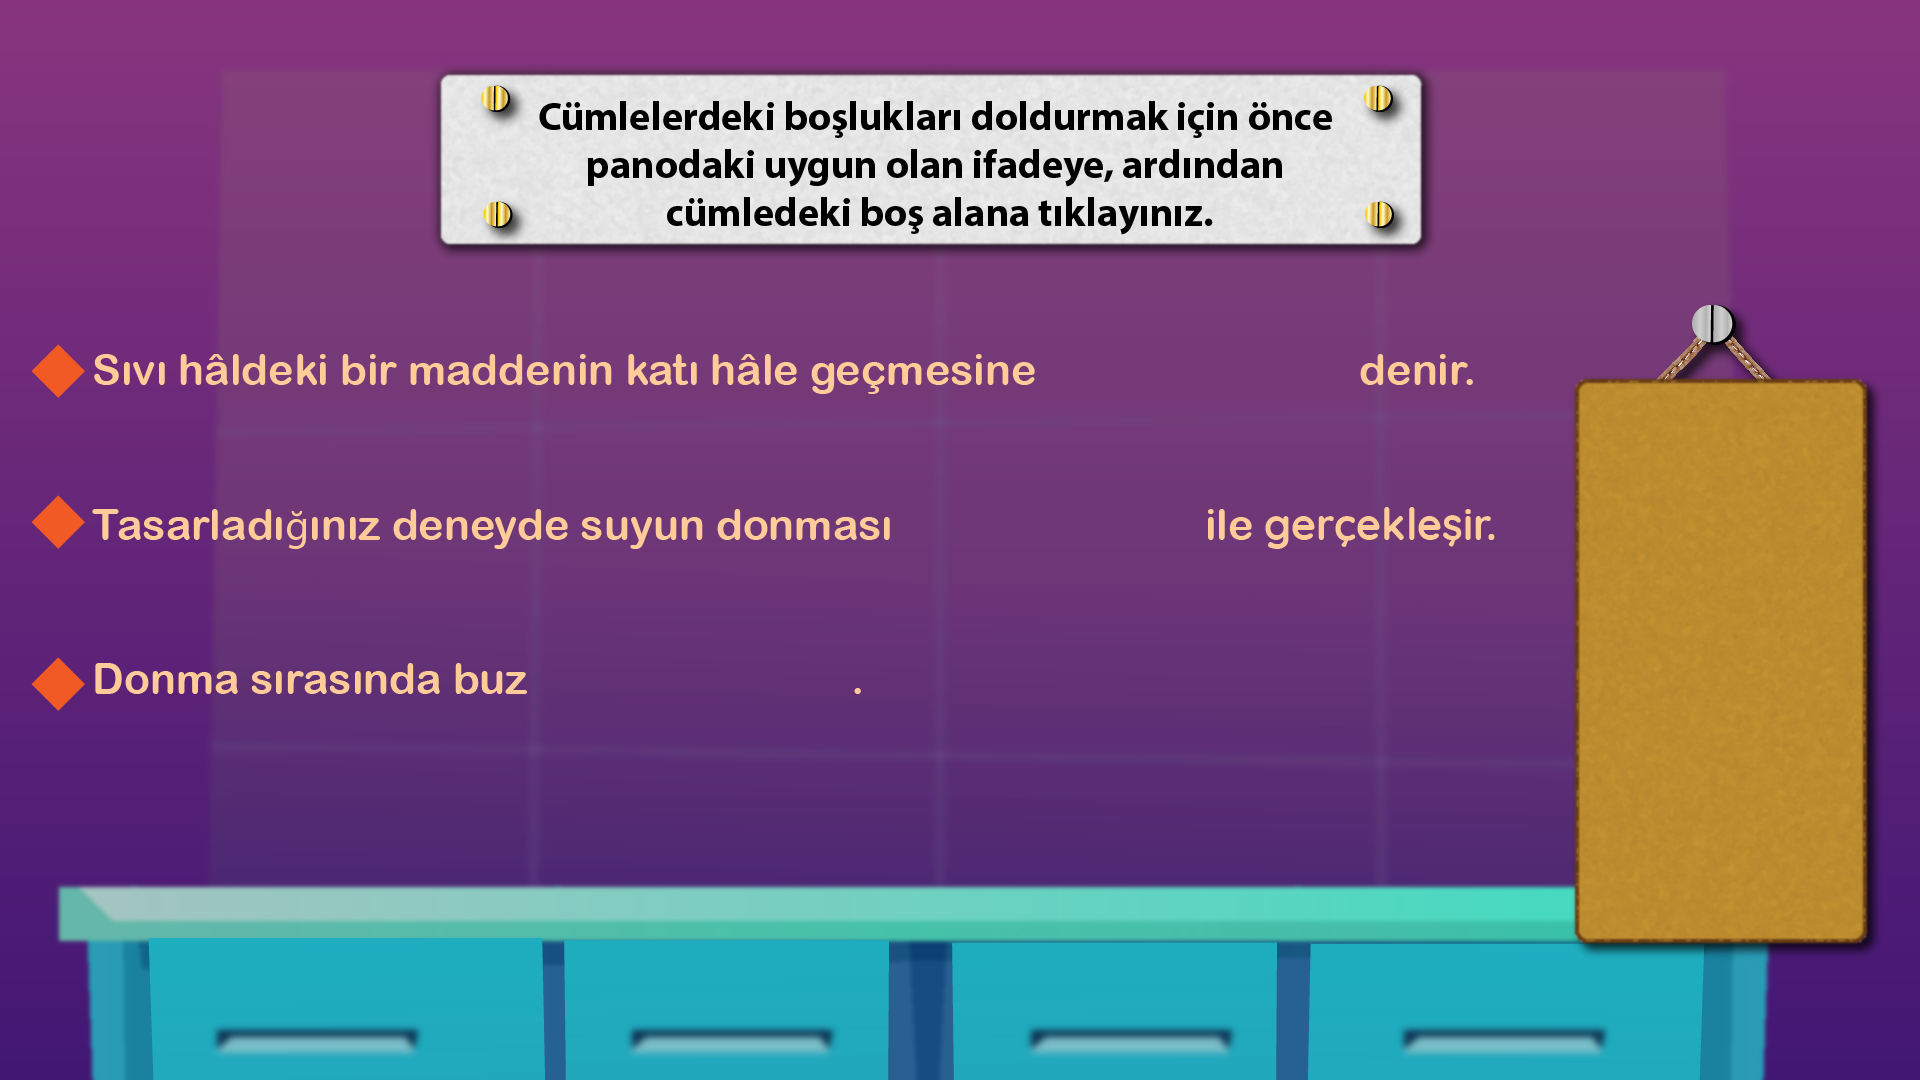 Cümlelerdeki boşlukları doldurmak için önce
panodaki uygun olan ifadeye, ardından
cümledeki boş alana tıklayınız.
Sıvı hâldeki bir maddenin katı hâle geçmesine denir.
Tasarladığınız deneyde suyun donması ile gerçekleşir.
Donma sırasında buz .